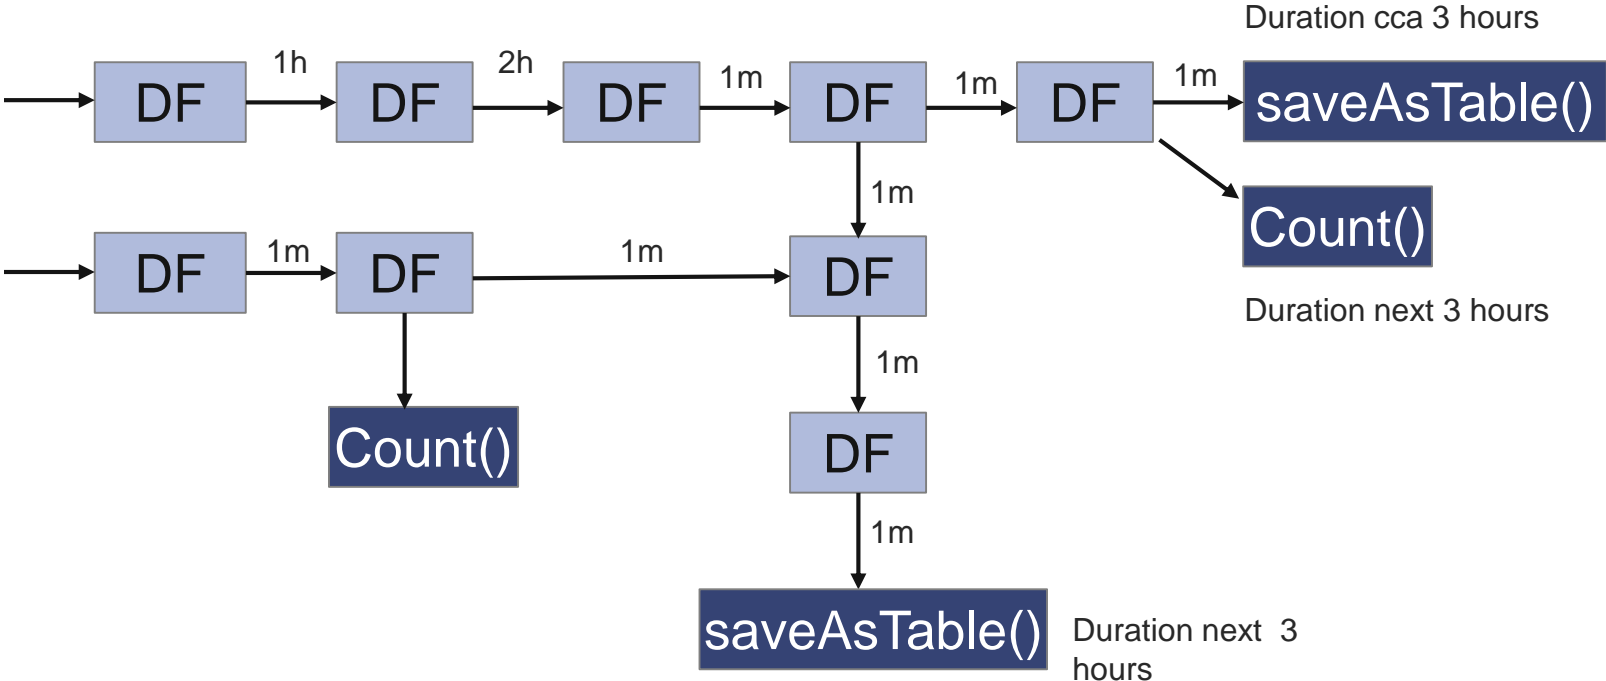 Duration cca 3 hours
1h
2h
1m
1m
1m
DF
DF
DF
DF
DF
saveAsTable()
1m
Count()
1m
1m
DF
DF
DF
Duration next 3 hours
1m
Count()
DF
1m
saveAsTable()
Duration next 3
hours